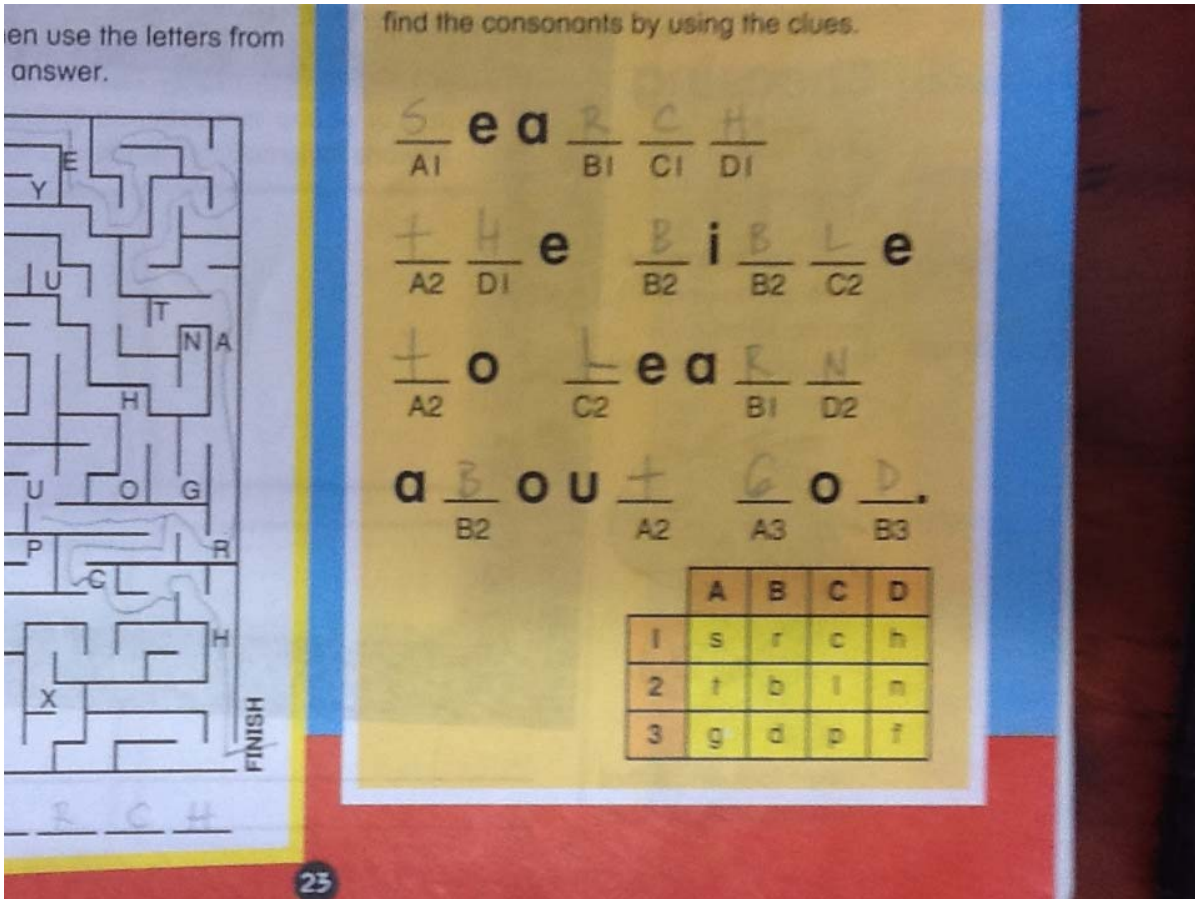 en use the letters from
answer.
E
Y
U
T
N A
H
U O G
P R
C
H
X
FINISH
R C H
23
find the consonants by using the clues.
S e a R C H
A1 B1 C1 D1
t H e B i B L e
A2 D1 B2 B2 C2
t o L e a R N
A2 C2 B1 D2
a B o u t G o D.
B2 A2 A3 B3
A B C D
1 s r c h
2 t b l n
3 g d p f